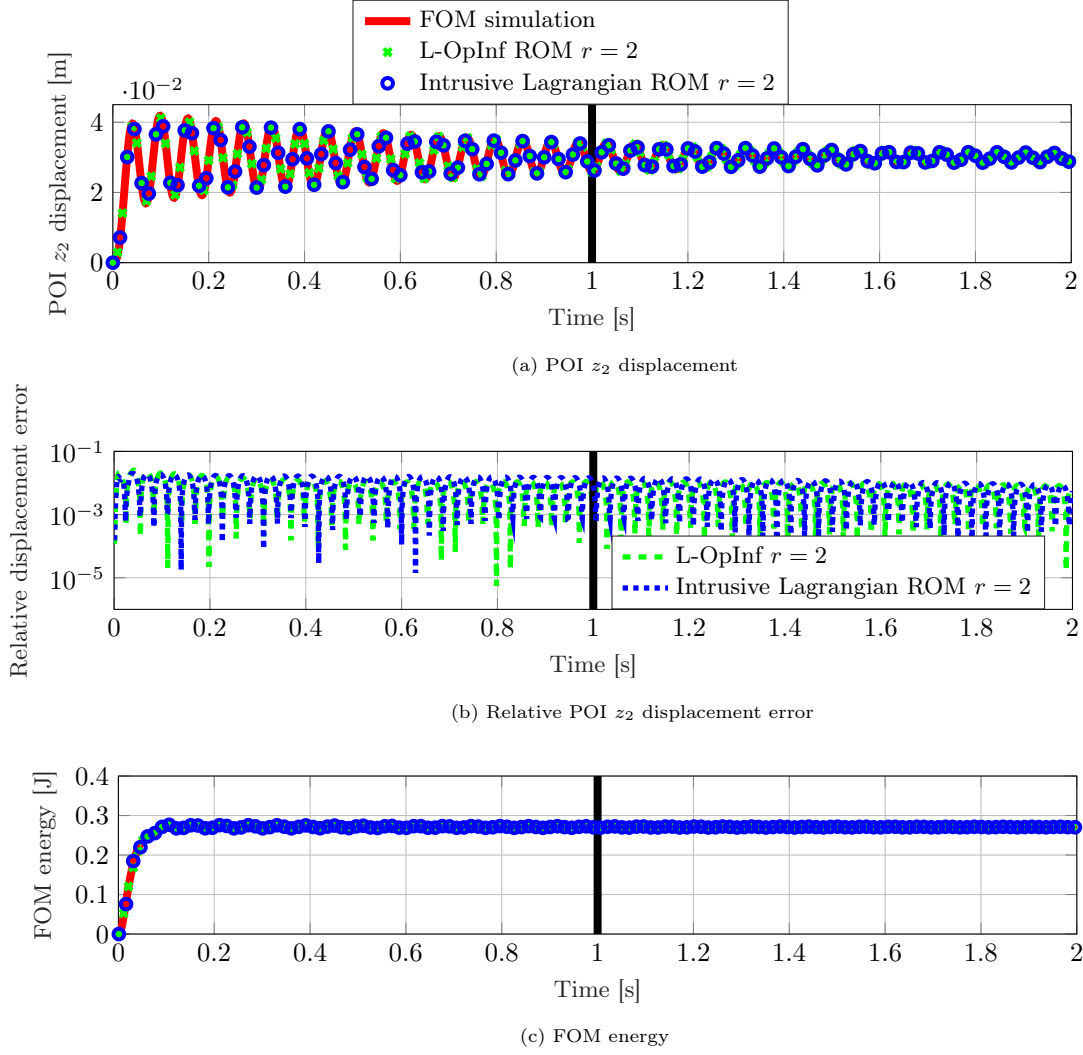 FOM simulation
L-OpInf ROM r = 2
Intrusive Lagrangian ROM r = 2
·10−2
POI z2 displacement [m]
4
2
0
0 0.2 0.4 0.6 0.8 1 1.2 1.4 1.6 1.8 2
Time [s]
(a) POI z2 displacement
Relative displacement error
10−1
10−3
10−5
L-OpInf r = 2
Intrusive Lagrangian ROM r = 2
0 0.2 0.4 0.6 0.8 1 1.2 1.4 1.6 1.8 2
Time [s]
(b) Relative POI z2 displacement error
FOM energy [J]
0.4
0.3
0.2
0.1
0
0 0.2 0.4 0.6 0.8 1 1.2 1.4 1.6 1.8 2
Time [s]
(c) FOM energy